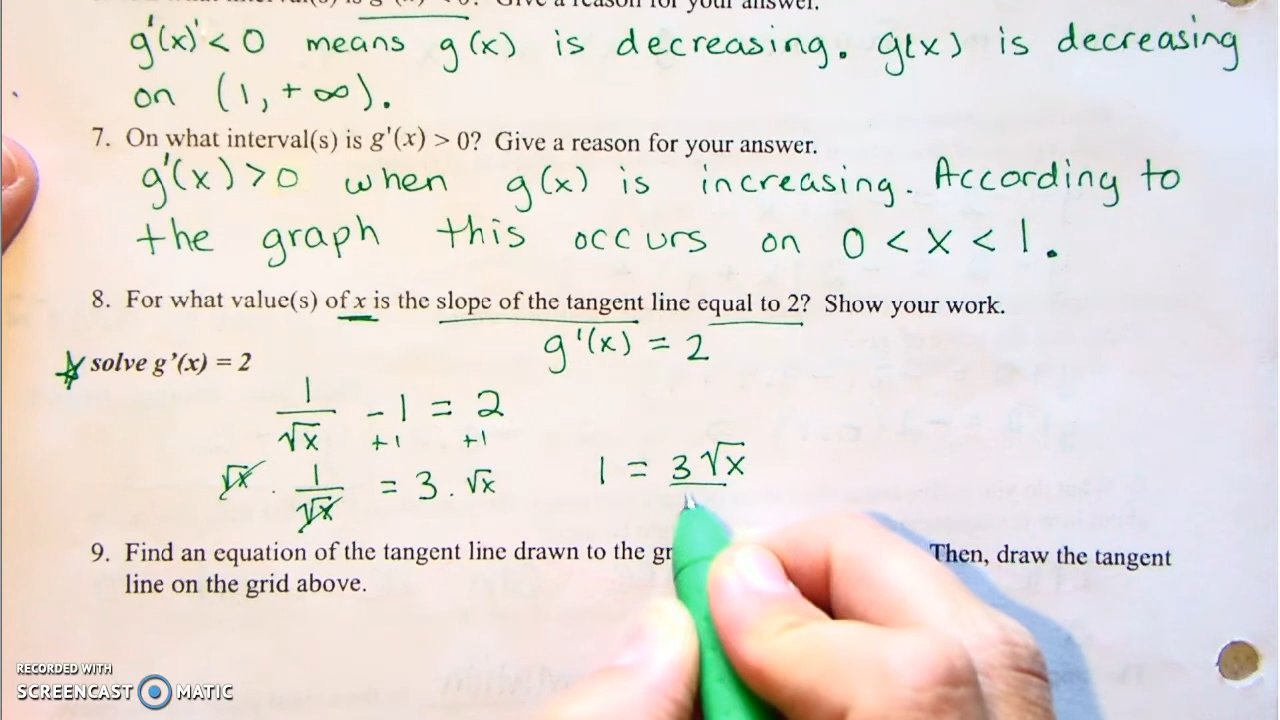 for your answer.
g'(x) < 0 means g(x) is decreasing. g(x) is decreasing
on (1, +∞).
7. On what interval(s) is g'(x) > 0? Give a reason for your answer.
g'(x) > 0 when g(x) is increasing. According to
the graph this occurs on 0 < x < 1.
8. For what value(s) of x is the slope of the tangent line equal to 2? Show your work.
g'(x) = 2
solve g'(x) = 2
1/√x - 1 = 2
+1 +1
√x · 1/√x = 3 · √x
1 = 3√x
9. Find an equation of the tangent line drawn to the Then, draw the tangent
line on the grid above.
RECORDED WITH
SCREENCAST MATIC